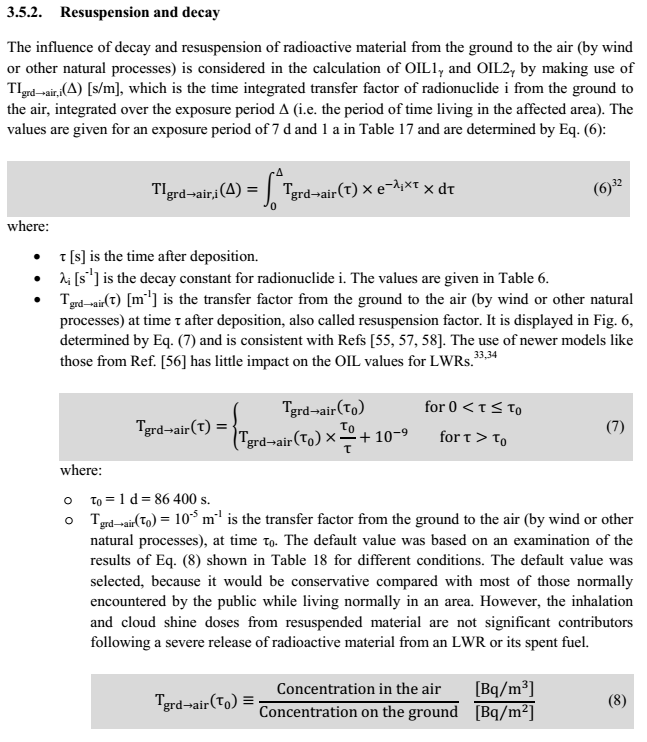 3.5.2. Resuspension and decay
The influence of decay and resuspension of radioactive material from the ground to the air (by wind
or other natural processes) is considered in the calculation of OIL1γ and OIL2γ by making use of
TIgrd→air,i(Δ) [s/m], which is the time integrated transfer factor of radionuclide i from the ground to
the air, integrated over the exposure period Δ (i.e. the period of time living in the affected area). The
values are given for an exposure period of 7 d and 1 a in Table 17 and are determined by Eq. (6):
TIgrd→air,i(Δ) = ∫₀^Δ Tgrd→air(τ) × e^(−λi×τ) × dτ (6)³²
where:
• τ [s] is the time after deposition.
• λi [s⁻¹] is the decay constant for radionuclide i. The values are given in Table 6.
• Tgrd→air(τ) [m⁻¹] is the transfer factor from the ground to the air (by wind or other natural
processes) at time τ after deposition, also called resuspension factor. It is displayed in Fig. 6,
determined by Eq. (7) and is consistent with Refs [55, 57, 58]. The use of newer models like
those from Ref. [56] has little impact on the OIL values for LWRs.³³,³⁴
Tgrd→air(τ) = { Tgrd→air(τ₀) for 0 < τ ≤ τ₀
Tgrd→air(τ₀) × τ₀/τ + 10⁻⁹ for τ > τ₀ (7)
where:
o τ₀ = 1 d = 86 400 s.
o Tgrd→air(τ₀) = 10⁻⁵ m⁻¹ is the transfer factor from the ground to the air (by wind or other
natural processes), at time τ₀. The default value was based on an examination of the
results of Eq. (8) shown in Table 18 for different conditions. The default value was
selected, because it would be conservative compared with most of those normally
encountered by the public while living normally in an area. However, the inhalation
and cloud shine doses from resuspended material are not significant contributors
following a severe release of radioactive material from an LWR or its spent fuel.
Tgrd→air(τ₀) ≡ Concentration in the air / Concentration on the ground [Bq/m³] / [Bq/m²] (8)